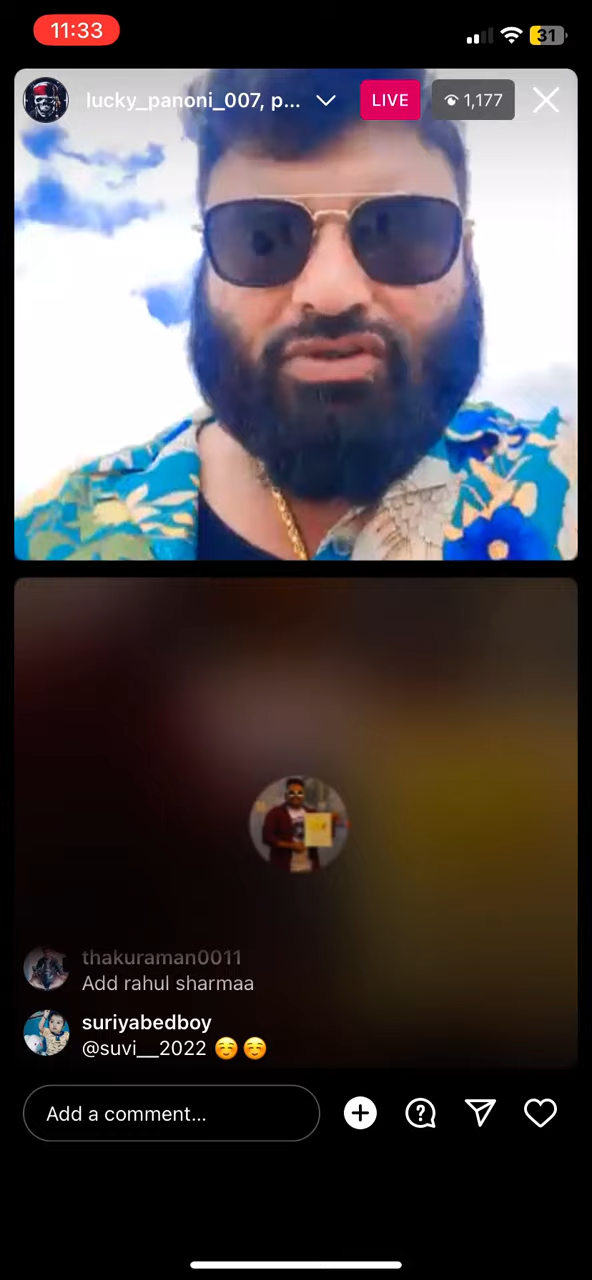 11:33
31
lucky_panoni_007, p...
LIVE
1,177
thakuraman0011
Add rahul sharmaa
suriyabedboy
@suvi__2022 ☺️☺️
Add a comment...